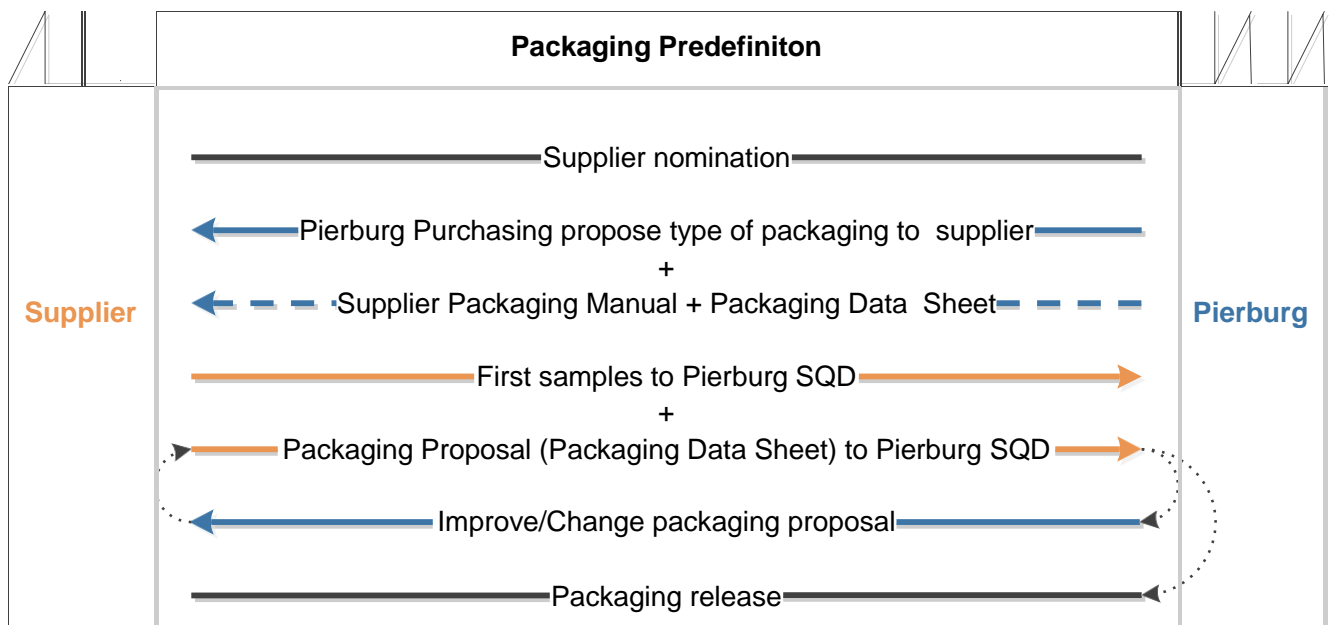 Packaging Predefiniton
Supplier nomination
Pierburg Purchasing propose type of packaging to supplier
+
Supplier Packaging Manual + Packaging Data Sheet
Supplier
Pierburg
First samples to Pierburg SQD
+
Packaging Proposal (Packaging Data Sheet) to Pierburg SQD
Improve/Change packaging proposal
Packaging release